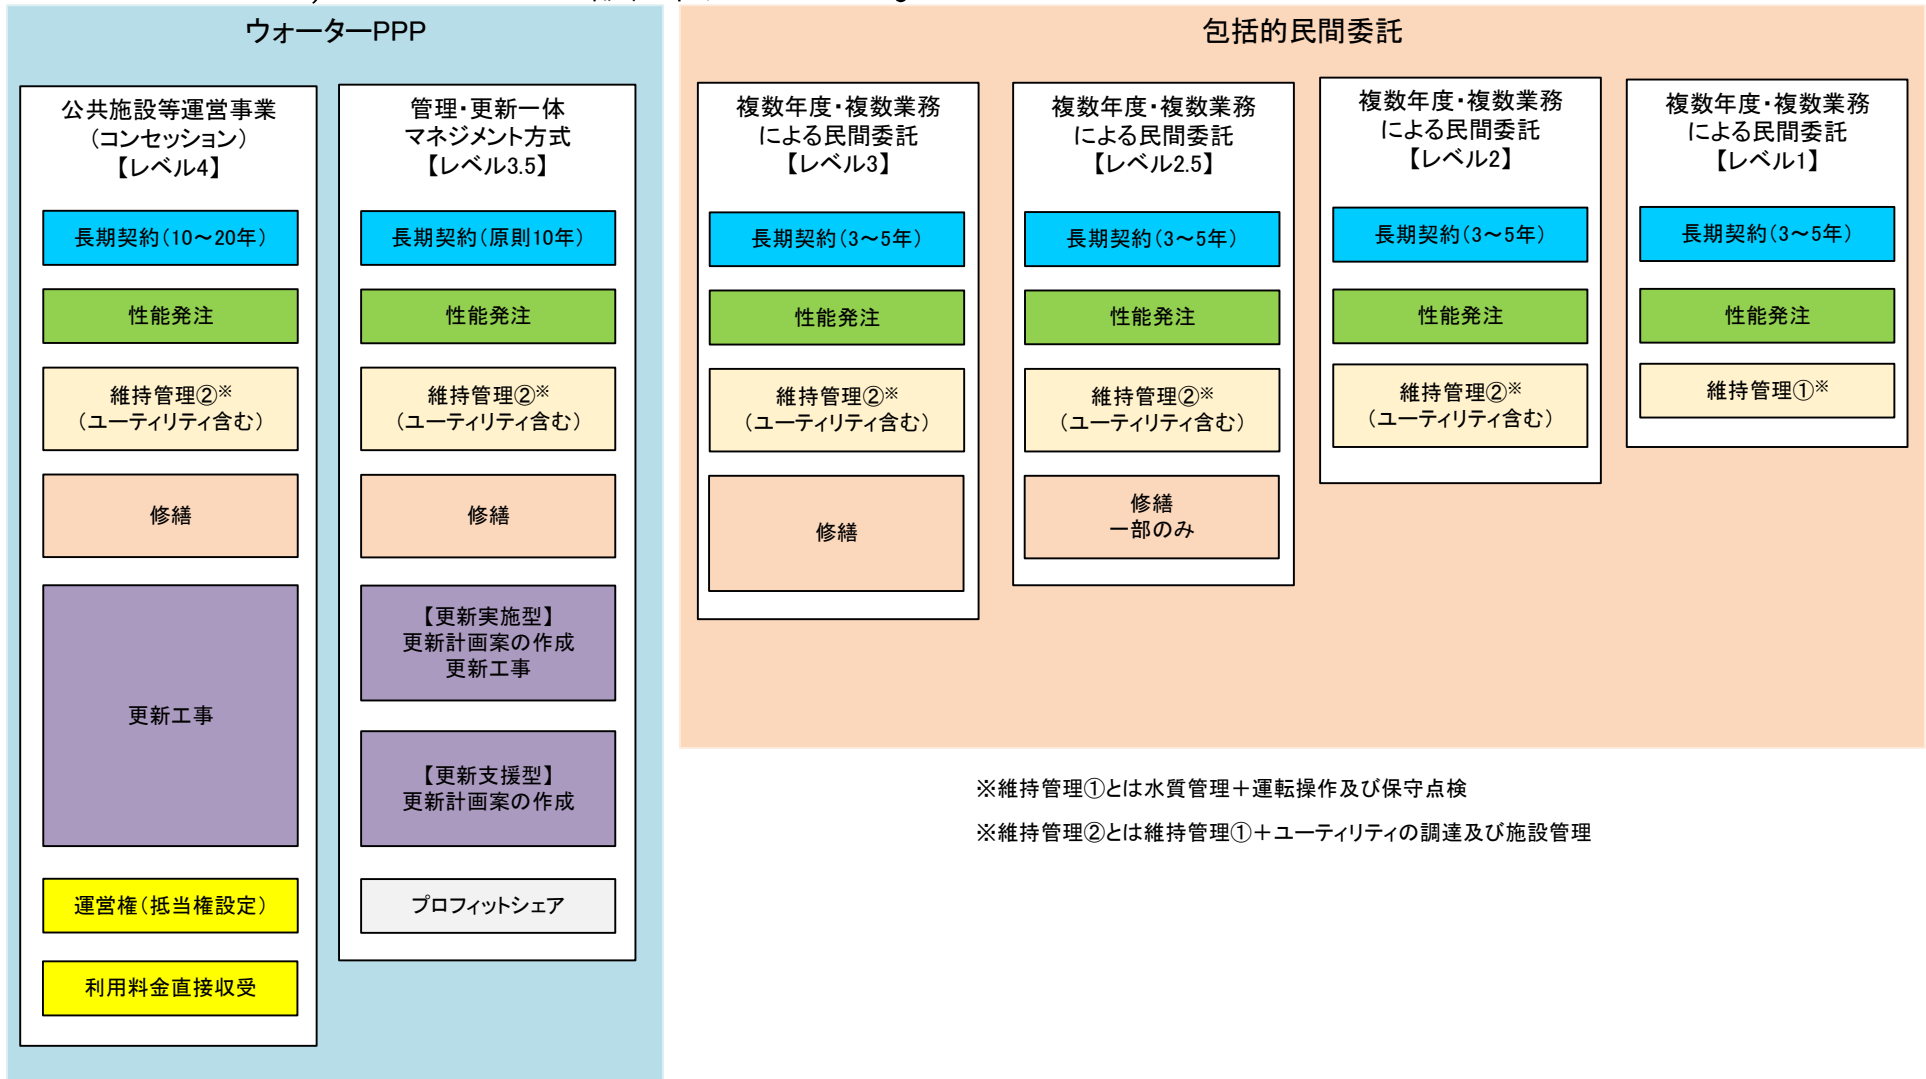 ウォーターPPP
公共施設等運営事業
（コンセッション）
【レベル4】
長期契約（10～20年）
性能発注
維持管理②※
（ユーティリティ含む）
修繕
更新工事
運営権（抵当権設定）
利用料金直接収受
管理・更新一体
マネジメント方式
【レベル3.5】
長期契約（原則10年）
性能発注
維持管理②※
（ユーティリティ含む）
修繕
【更新実施型】
更新計画案の作成
更新工事
【更新支援型】
更新計画案の作成
プロフィットシェア
包括的民間委託
複数年度・複数業務
による民間委託
【レベル3】
長期契約（3～5年）
性能発注
維持管理②※
（ユーティリティ含む）
修繕
複数年度・複数業務
による民間委託
【レベル2.5】
長期契約（3～5年）
性能発注
維持管理②※
（ユーティリティ含む）
修繕
一部のみ
複数年度・複数業務
による民間委託
【レベル2】
長期契約（3～5年）
性能発注
維持管理②※
（ユーティリティ含む）
複数年度・複数業務
による民間委託
【レベル1】
長期契約（3～5年）
性能発注
維持管理①※
※維持管理①とは水質管理＋運転操作及び保守点検
※維持管理②とは維持管理①＋ユーティリティの調達及び施設管理